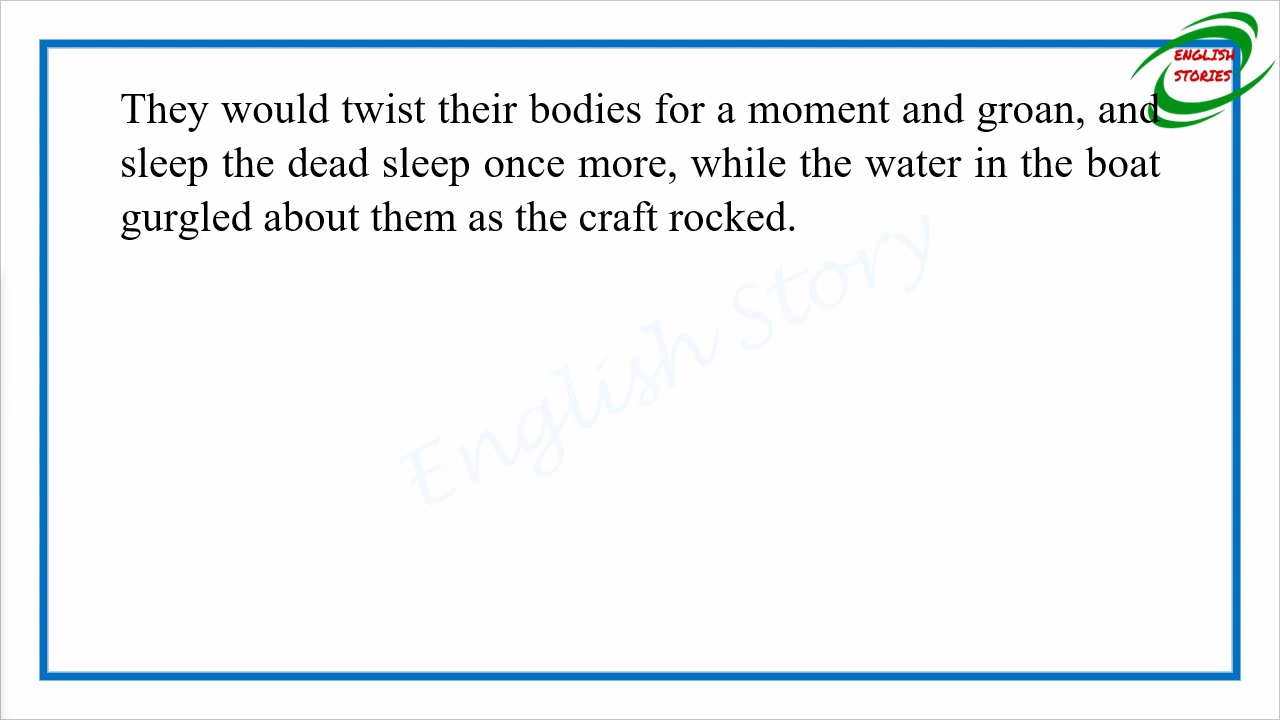 ENGLISH
STORIES
They would twist their bodies for a moment and groan, and
sleep the dead sleep once more, while the water in the boat
gurgled about them as the craft rocked.
English Story